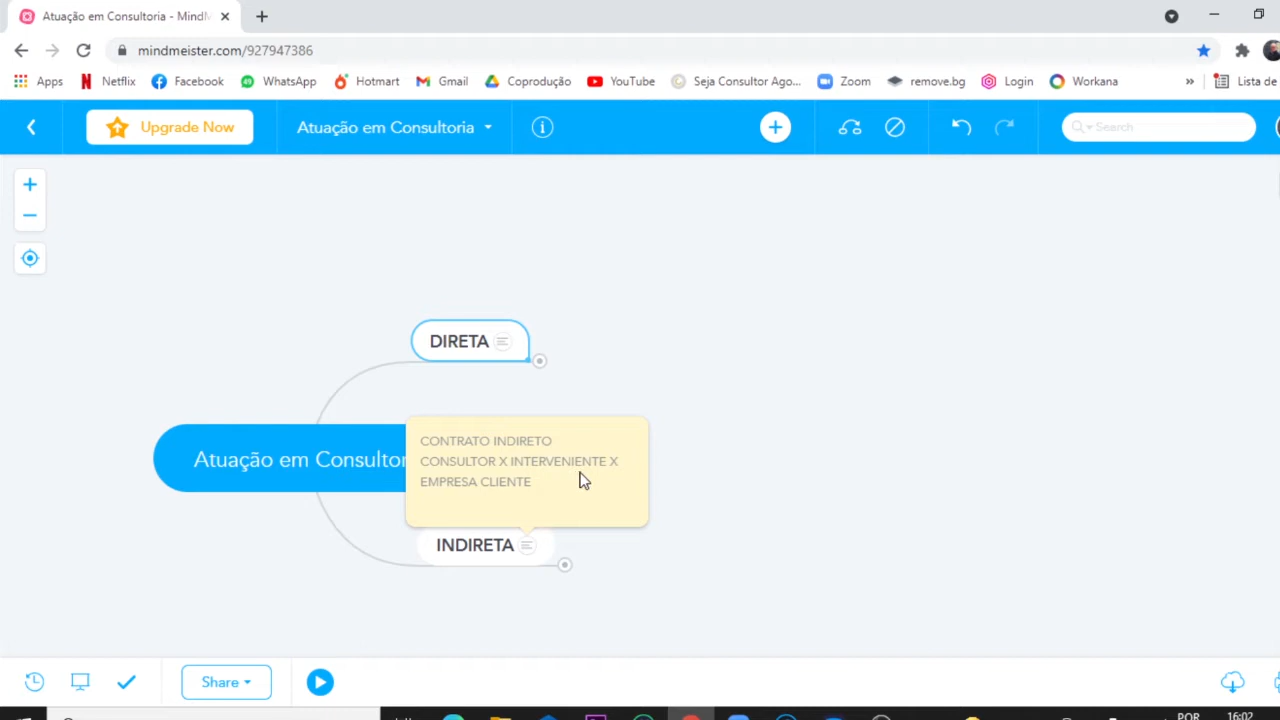 Atuação em Consultoria - MindM
mindmeister.com/927947386
Apps Netflix Facebook WhatsApp Hotmart Gmail Coprodução YouTube Seja Consultor Ago... Zoom remove.bg Login Workana » Lista de
Upgrade Now Atuação em Consultoria Search
DIRETA
CONTRATO INDIRETO
CONSULTOR X INTERVENIENTE X
EMPRESA CLIENTE
Atuação em Consultor
INDIRETA
Share
POR 16:02